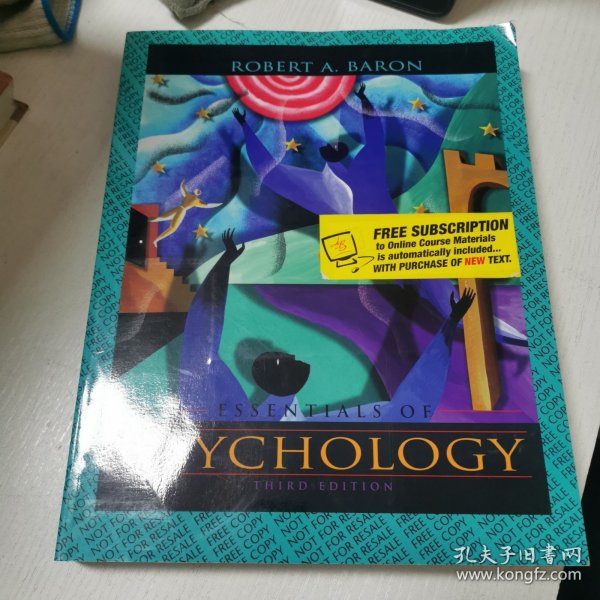 ROBERT A. BARON
FREE SUBSCRIPTION
to Online Course Materials
is automatically included...
WITH PURCHASE OF NEW TEXT.
ESSENTIALS OF
YCHOLOGY
THIRD EDITION
FREE COPY NOT FOR RESALE
孔夫子旧书网
www.kongfz.com